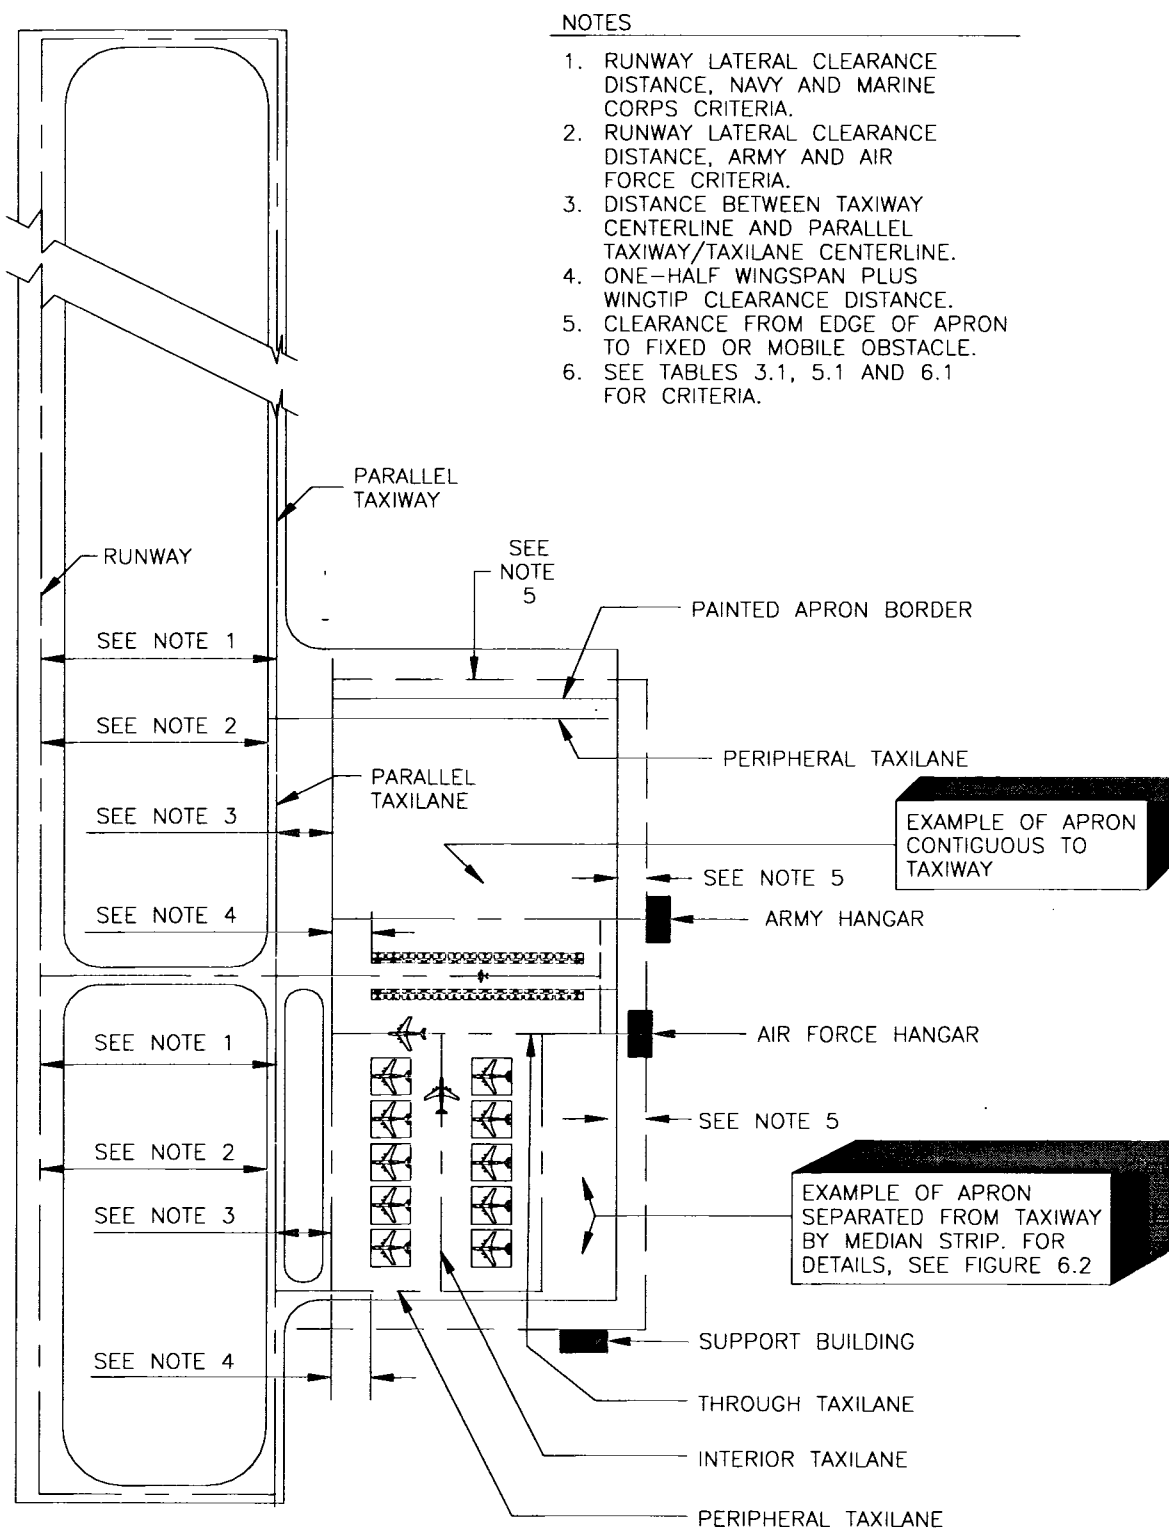 NOTES
1. RUNWAY LATERAL CLEARANCE
DISTANCE, NAVY AND MARINE
CORPS CRITERIA.
2. RUNWAY LATERAL CLEARANCE
DISTANCE, ARMY AND AIR
FORCE CRITERIA.
3. DISTANCE BETWEEN TAXIWAY
CENTERLINE AND PARALLEL
TAXIWAY/TAXILANE CENTERLINE.
4. ONE-HALF WINGSPAN PLUS
WINGTIP CLEARANCE DISTANCE.
5. CLEARANCE FROM EDGE OF APRON
TO FIXED OR MOBILE OBSTACLE.
6. SEE TABLES 3.1, 5.1 AND 6.1
FOR CRITERIA.
PARALLEL
TAXIWAY
RUNWAY
SEE
NOTE
5
PAINTED APRON BORDER
SEE NOTE 1
SEE NOTE 2
PERIPHERAL TAXILANE
PARALLEL
TAXILANE
SEE NOTE 3
EXAMPLE OF APRON
CONTIGUOUS TO
TAXIWAY
SEE NOTE 5
SEE NOTE 4
ARMY HANGAR
SEE NOTE 1
AIR FORCE HANGAR
SEE NOTE 5
SEE NOTE 2
EXAMPLE OF APRON
SEPARATED FROM TAXIWAY
BY MEDIAN STRIP. FOR
DETAILS, SEE FIGURE 6.2
SEE NOTE 3
SUPPORT BUILDING
SEE NOTE 4
THROUGH TAXILANE
INTERIOR TAXILANE
PERIPHERAL TAXILANE